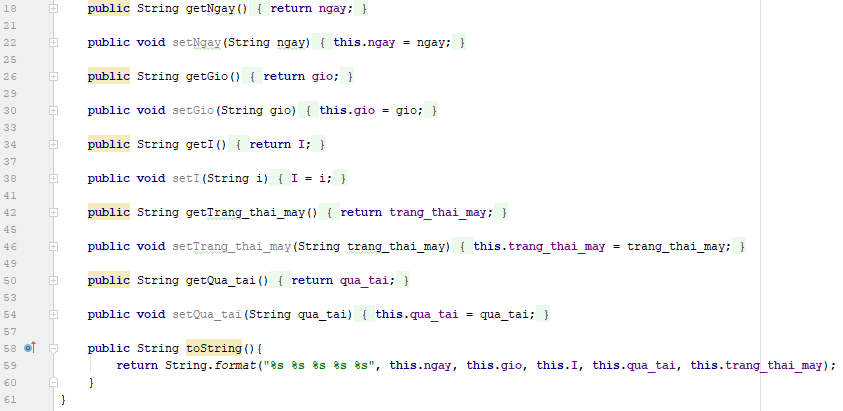 18 public String getNgay() { return ngay; }
21
22 public void setNgay(String ngay) { this.ngay = ngay; }
25
26 public String getGio() { return gio; }
29
30 public void setGio(String gio) { this.gio = gio; }
33
34 public String getI() { return I; }
37
38 public void setI(String i) { I = i; }
41
42 public String getTrang_thai_may() { return trang_thai_may; }
45
46 public void setTrang_thai_may(String trang_thai_may) { this.trang_thai_may = trang_thai_may; }
49
50 public String getQua_tai() { return qua_tai; }
53
54 public void setQua_tai(String qua_tai) { this.qua_tai = qua_tai; }
57
58 public String toString(){
59 return String.format("%s %s %s %s %s", this.ngay, this.gio, this.I, this.qua_tai, this.trang_thai_may);
60 }
61 }